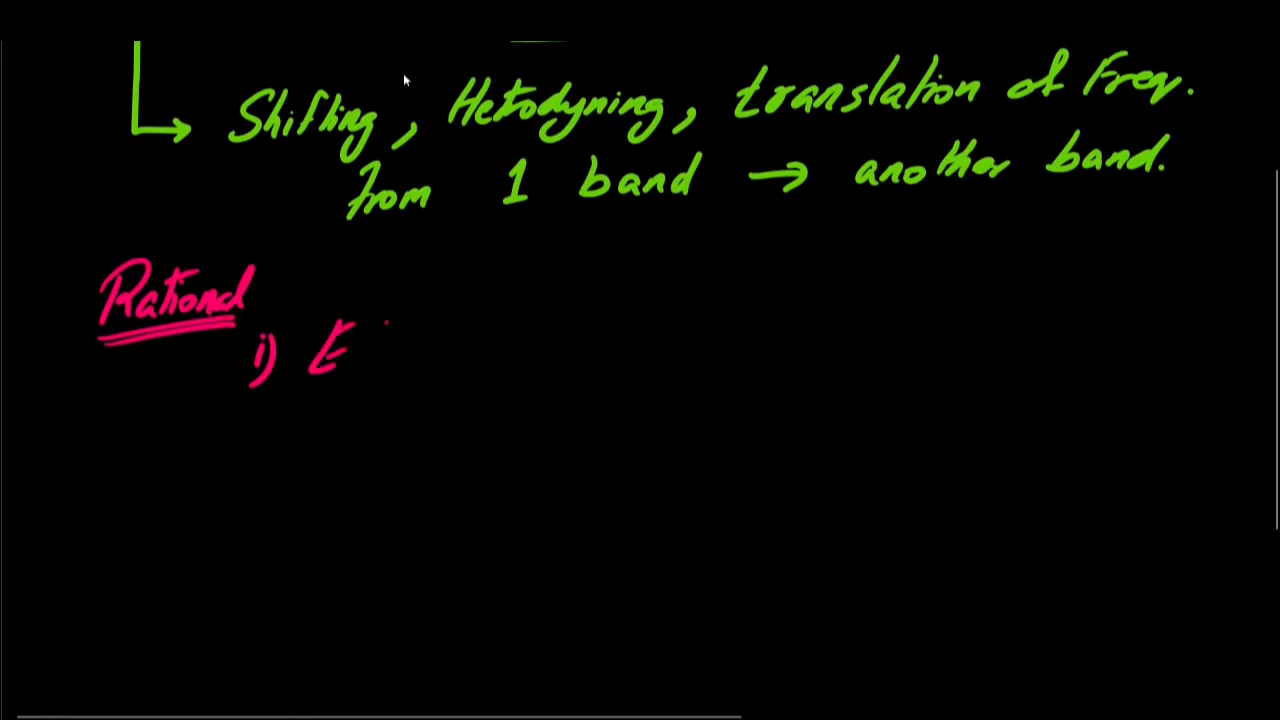 ↳ Shifting, Hetrodyning, translation of Freq.
from 1 band → another band.
Rational
i) E